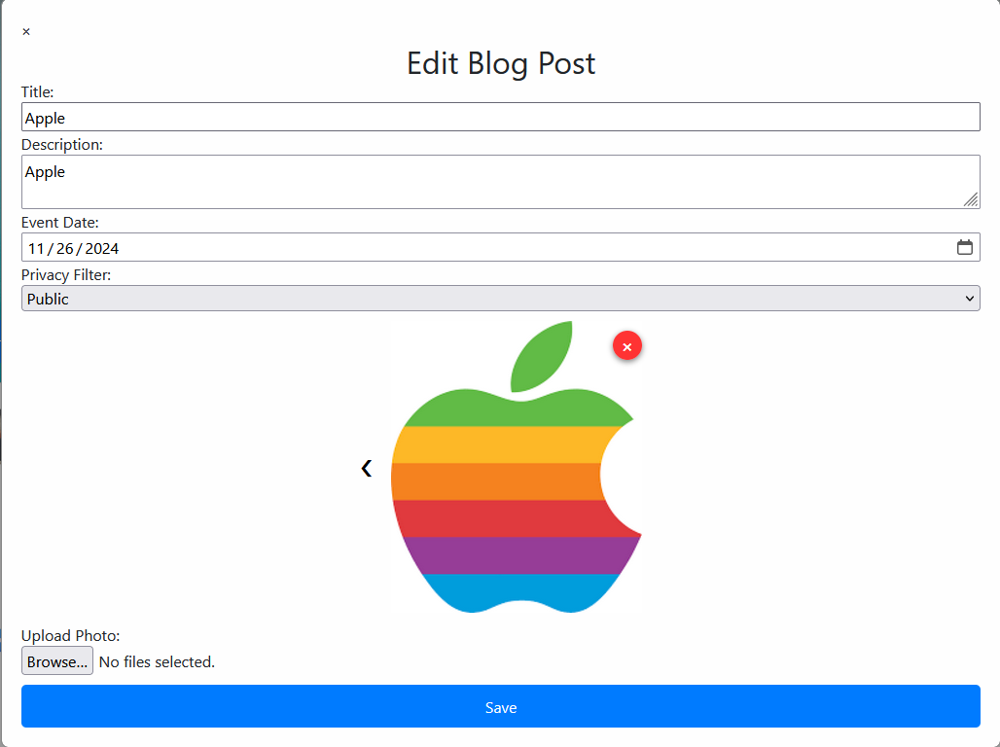 ×
Edit Blog Post
Title:
Apple
Description:
Apple
Event Date:
11/26/2024
Privacy Filter:
Public
×
‹
Upload Photo:
Browse... No files selected.
Save